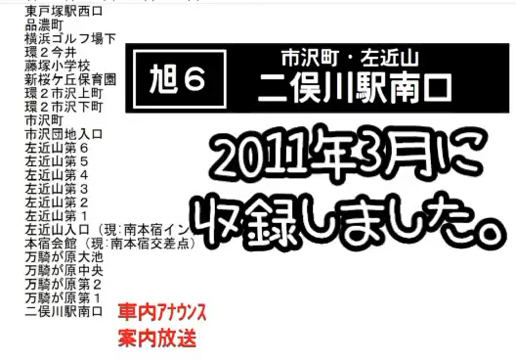 東戸塚駅西口
品濃町
横浜ゴルフ場下
環２今井
藤塚小学校
新桜ケ丘保育園
環２市沢上町
環２市沢下町
市沢町
市沢団地入口
左近山第６
左近山第５
左近山第４
左近山第３
左近山第２
左近山第１
左近山入口（現:南本宿イン
本宿会館（現:南本宿交差点）
万騎が原大池
万騎が原中央
万騎が原第２
万騎が原第１
二俣川駅南口
旭６
市沢町・左近山
二俣川駅南口
2011年3月に
収録しました。
車内ｱﾅｳﾝｽ
案内放送